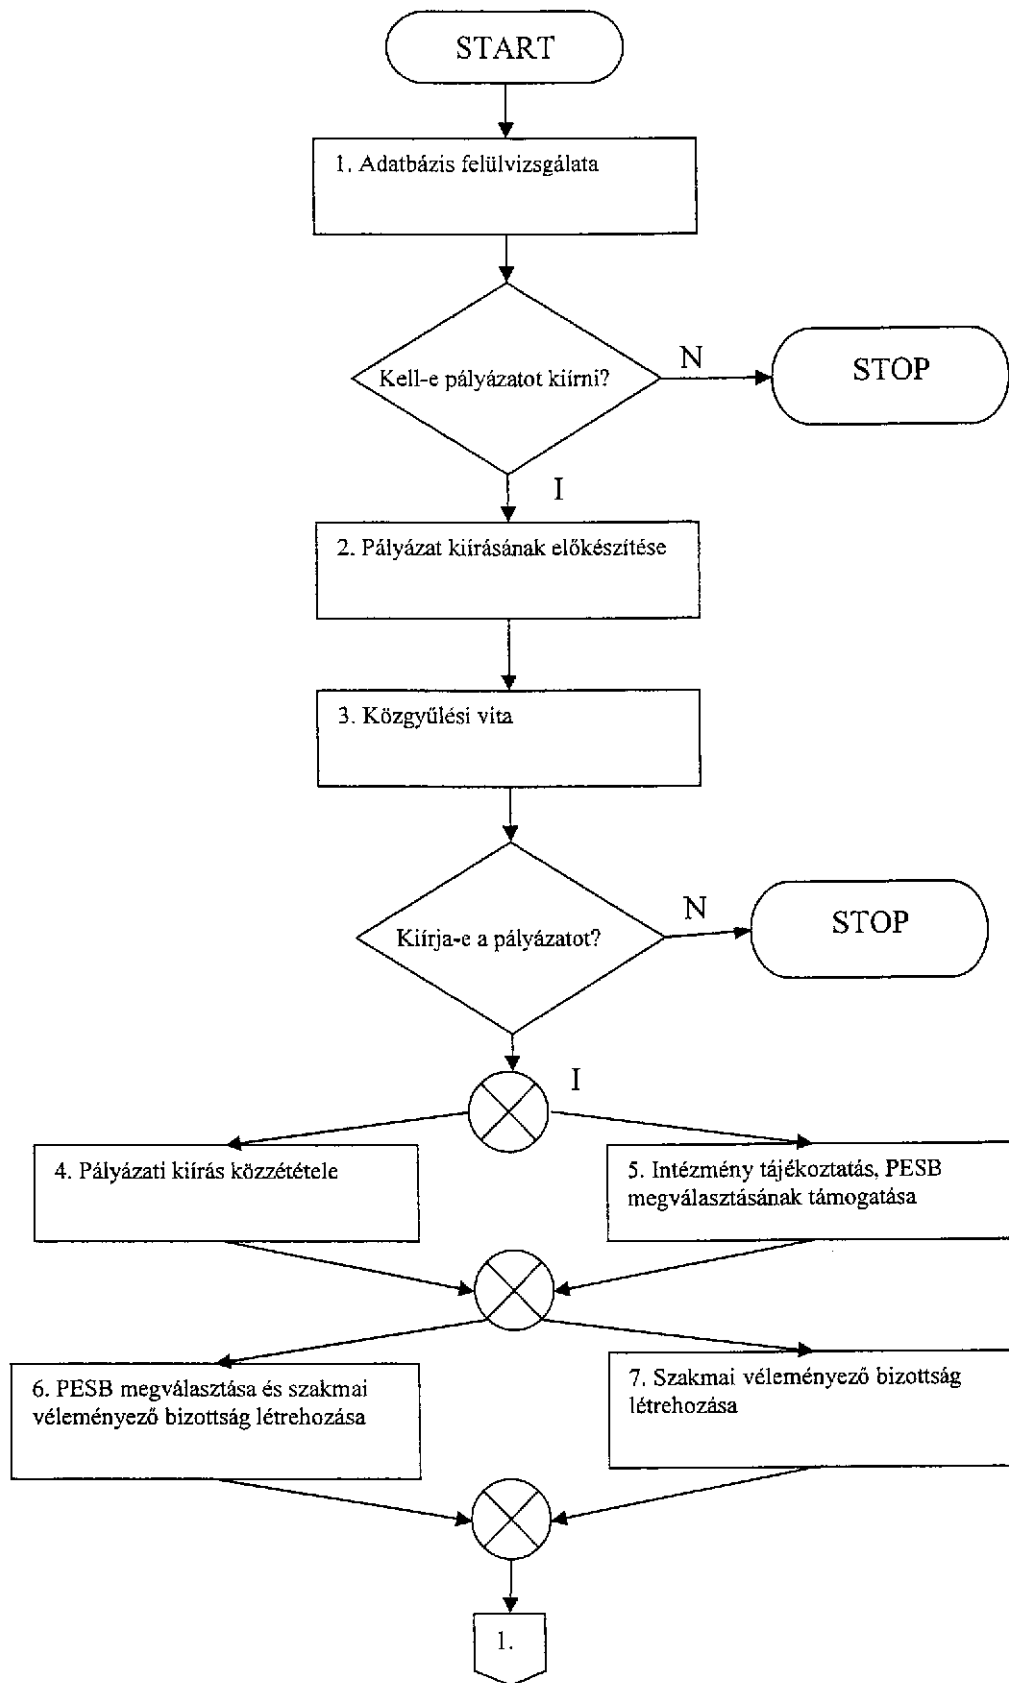 START
1. Adatbázis felülvizsgálata
Kell-e pályázatot kiírni?
N
STOP
I
2. Pályázat kiírásának előkészítése
3. Közgyűlési vita
Kiírja-e a pályázatot?
N
STOP
I
4. Pályázati kiírás közzététele
5. Intézmény tájékoztatás, PESB
megválasztásának támogatása
6. PESB megválasztása és szakmai
véleményező bizottság létrehozása
7. Szakmai véleményező bizottság
létrehozása
1.